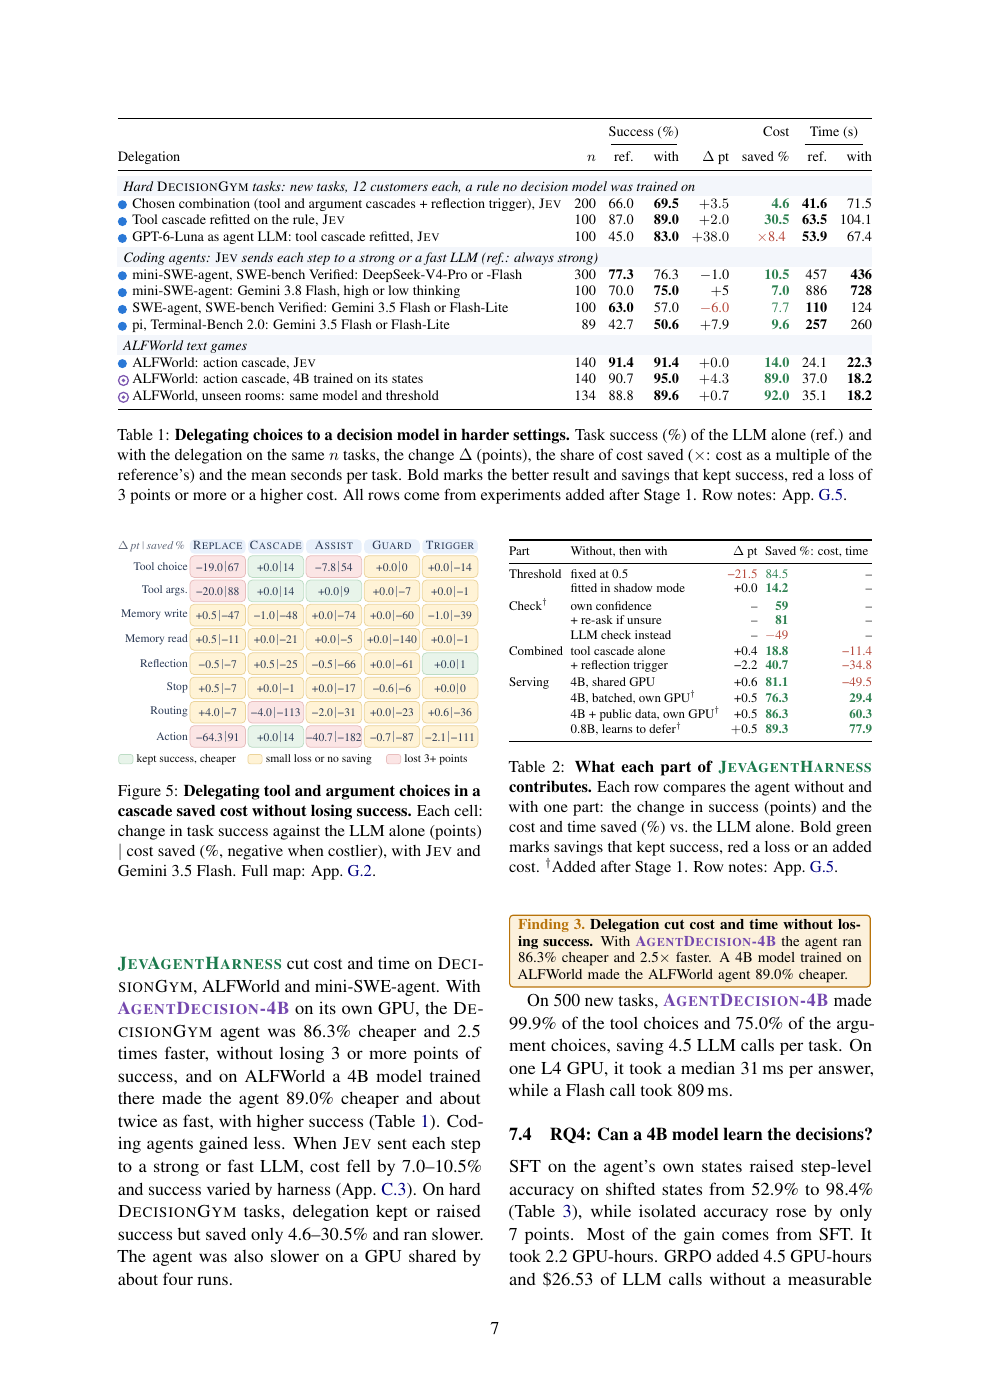 Success (%) Cost Time (s)
Delegation n ref. with Δ pt saved % ref. with
Hard DECISIONGYM tasks: new tasks, 12 customers each, a rule no decision model was trained on
Chosen combination (tool and argument cascades + reflection trigger), JEV 200 66.0 69.5 +3.5 4.6 41.6 71.5
Tool cascade refitted on the rule, JEV 100 87.0 89.0 +2.0 30.5 63.5 104.1
GPT-6-Luna as agent LLM: tool cascade refitted, JEV 100 45.0 83.0 +38.0 ×8.4 53.9 67.4
Coding agents: JEV sends each step to a strong or a fast LLM (ref.: always strong)
mini-SWE-agent, SWE-bench Verified: DeepSeek-V4-Pro or -Flash 300 77.3 76.3 −1.0 10.5 457 436
mini-SWE-agent: Gemini 3.8 Flash, high or low thinking 100 70.0 75.0 +5 7.0 886 728
SWE-agent, SWE-bench Verified: Gemini 3.5 Flash or Flash-Lite 100 63.0 57.0 −6.0 7.7 110 124
pi, Terminal-Bench 2.0: Gemini 3.5 Flash or Flash-Lite 89 42.7 50.6 +7.9 9.6 257 260
ALFWorld text games
ALFWorld: action cascade, JEV 140 91.4 91.4 +0.0 14.0 24.1 22.3
ALFWorld: action cascade, 4B trained on its states 140 90.7 95.0 +4.3 89.0 37.0 18.2
ALFWorld, unseen rooms: same model and threshold 134 88.8 89.6 +0.7 92.0 35.1 18.2
Table 1: Delegating choices to a decision model in harder settings. Task success (%) of the LLM alone (ref.) and
with the delegation on the same n tasks, the change Δ (points), the share of cost saved (×: cost as a multiple of the
reference's) and the mean seconds per task. Bold marks the better result and savings that kept success, red a loss of
3 points or more or a higher cost. All rows come from experiments added after Stage 1. Row notes: App. G.5.
Δ pt | saved % REPLACE CASCADE ASSIST GUARD TRIGGER
Tool choice −19.0|67 +0.0|14 −7.8|54 +0.0|0 +0.0|−14
Tool args. −20.0|88 +0.0|14 +0.0|9 +0.0|−7 +0.0|−1
Memory write +0.5|−47 −1.0|−48 +0.0|−74 +0.0|−60 −1.0|−39
Memory read +0.5|−11 +0.0|−21 +0.0|−5 +0.0|−140 +0.0|−1
Reflection −0.5|−7 +0.5|−25 −0.5|−66 +0.0|−61 +0.0|1
Stop +0.5|−7 +0.0|−1 +0.0|−17 −0.6|−6 +0.0|0
Routing +4.0|−7 −4.0|−113 −2.0|−31 +0.0|−23 +0.6|−36
Action −64.3|91 +0.0|14 −40.7|−182 −0.7|−87 −2.1|−111
kept success, cheaper small loss or no saving lost 3+ points
Figure 5: Delegating tool and argument choices in a
cascade saved cost without losing success. Each cell:
change in task success against the LLM alone (points)
| cost saved (%, negative when costlier), with JEV and
Gemini 3.5 Flash. Full map: App. G.2.
JEVAGENTHARNESS cut cost and time on DECI-
SIONGYM, ALFWorld and mini-SWE-agent. With
AGENTDECISION-4B on its own GPU, the DE-
CISIONGYM agent was 86.3% cheaper and 2.5
times faster, without losing 3 or more points of
success, and on ALFWorld a 4B model trained
there made the agent 89.0% cheaper and about
twice as fast, with higher success (Table 1). Cod-
ing agents gained less. When JEV sent each step
to a strong or fast LLM, cost fell by 7.0–10.5%
and success varied by harness (App. C.3). On hard
DECISIONGYM tasks, delegation kept or raised
success but saved only 4.6–30.5% and ran slower.
The agent was also slower on a GPU shared by
about four runs.
Part Without, then with Δ pt Saved %: cost, time
Threshold fixed at 0.5 −21.5 84.5 –
fitted in shadow mode +0.0 14.2 –
Check† own confidence – 59 –
+ re-ask if unsure – 81 –
LLM check instead – −49 –
Combined tool cascade alone +0.4 18.8 −11.4
+ reflection trigger −2.2 40.7 −34.8
Serving 4B, shared GPU +0.6 81.1 −49.5
4B, batched, own GPU† +0.5 76.3 29.4
4B + public data, own GPU† +0.5 86.3 60.3
0.8B, learns to defer† +0.5 89.3 77.9
Table 2: What each part of JEVAGENTHARNESS
contributes. Each row compares the agent without and
with one part: the change in success (points) and the
cost and time saved (%) vs. the LLM alone. Bold green
marks savings that kept success, red a loss or an added
cost. †Added after Stage 1. Row notes: App. G.5.
Finding 3. Delegation cut cost and time without los-
ing success. With AGENTDECISION-4B the agent ran
86.3% cheaper and 2.5× faster. A 4B model trained on
ALFWorld made the ALFWorld agent 89.0% cheaper.
On 500 new tasks, AGENTDECISION-4B made
99.9% of the tool choices and 75.0% of the argu-
ment choices, saving 4.5 LLM calls per task. On
one L4 GPU, it took a median 31 ms per answer,
while a Flash call took 809 ms.
7.4 RQ4: Can a 4B model learn the decisions?
SFT on the agent's own states raised step-level
accuracy on shifted states from 52.9% to 98.4%
(Table 3), while isolated accuracy rose by only
7 points. Most of the gain comes from SFT. It
took 2.2 GPU-hours. GRPO added 4.5 GPU-hours
and $26.53 of LLM calls without a measurable
7